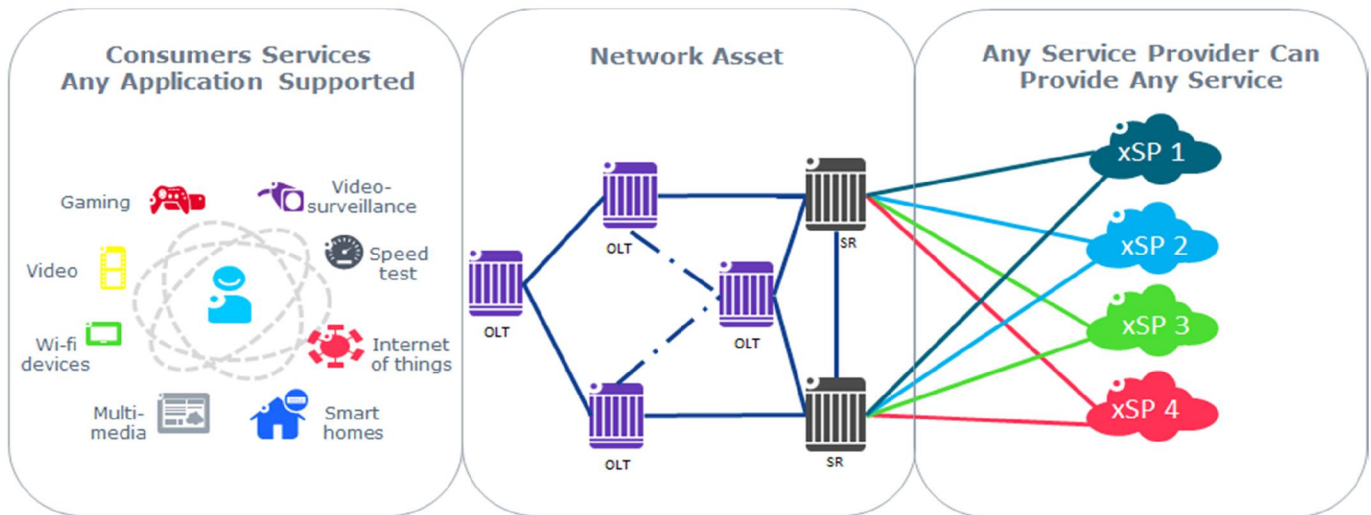 Consumers Services
Any Application Supported
Network Asset
Any Service Provider Can
Provide Any Service
Gaming
Video-
surveillance
Video
Speed
test
Wi-fi
devices
Internet
of things
Multi-
media
Smart
homes
OLT
OLT
OLT
OLT
SR
SR
xSP 1
xSP 2
xSP 3
xSP 4